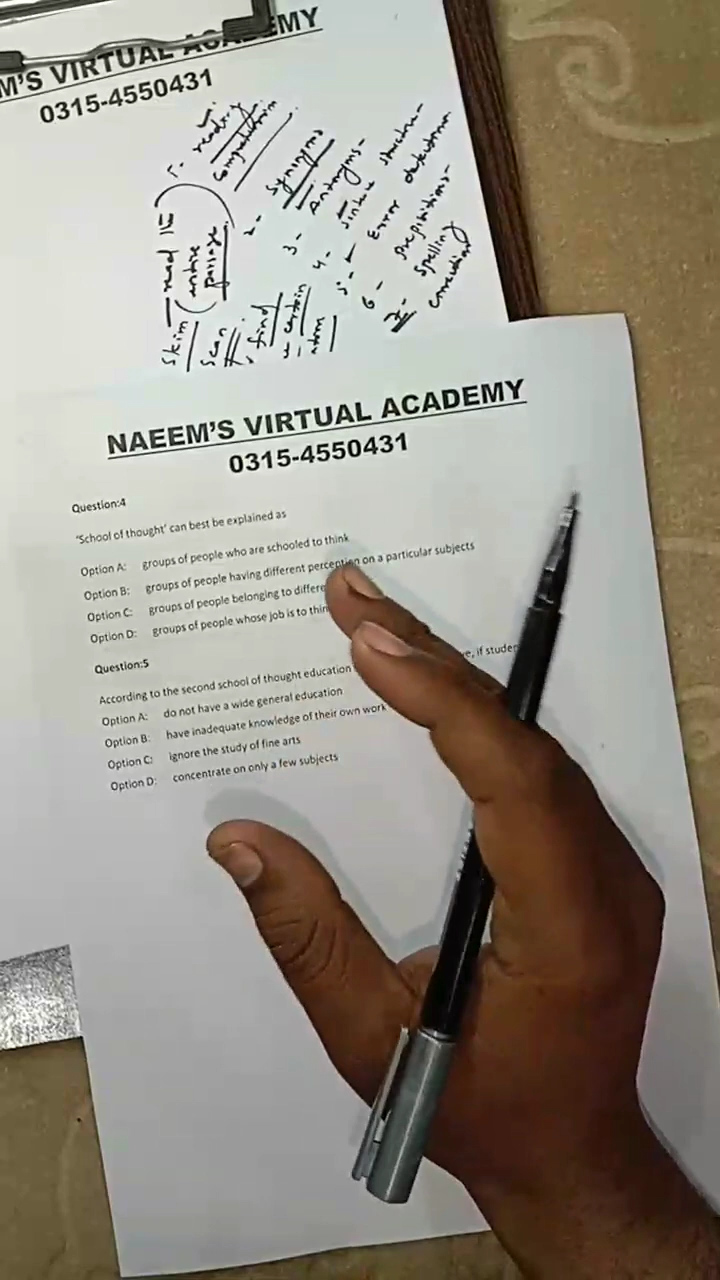 M'S VIRTUAL ACADEMY
0315-4550431
1- reading
comprehension
2- Synonyms
3- Antonyms-
4- structure-
5- Error detection
6- Prepositions-
7- Spelling
correction
Skim - read the
(entire
passage
Scan
find
certain
NAEEM'S VIRTUAL ACADEMY
0315-4550431
Question:4
'School of thought' can best be explained as
Option A: groups of people who are schooled to think
Option B: groups of people having different perception on a particular subjects
Option C: groups of people belonging to
Option D: groups of people whose job is to
Question:5
According to the second school of thought education if
Option A: do not have a wide general education
Option B: have inadequate knowledge of their own work
Option C: ignore the study of fine arts
Option D: concentrate on only a few subjects